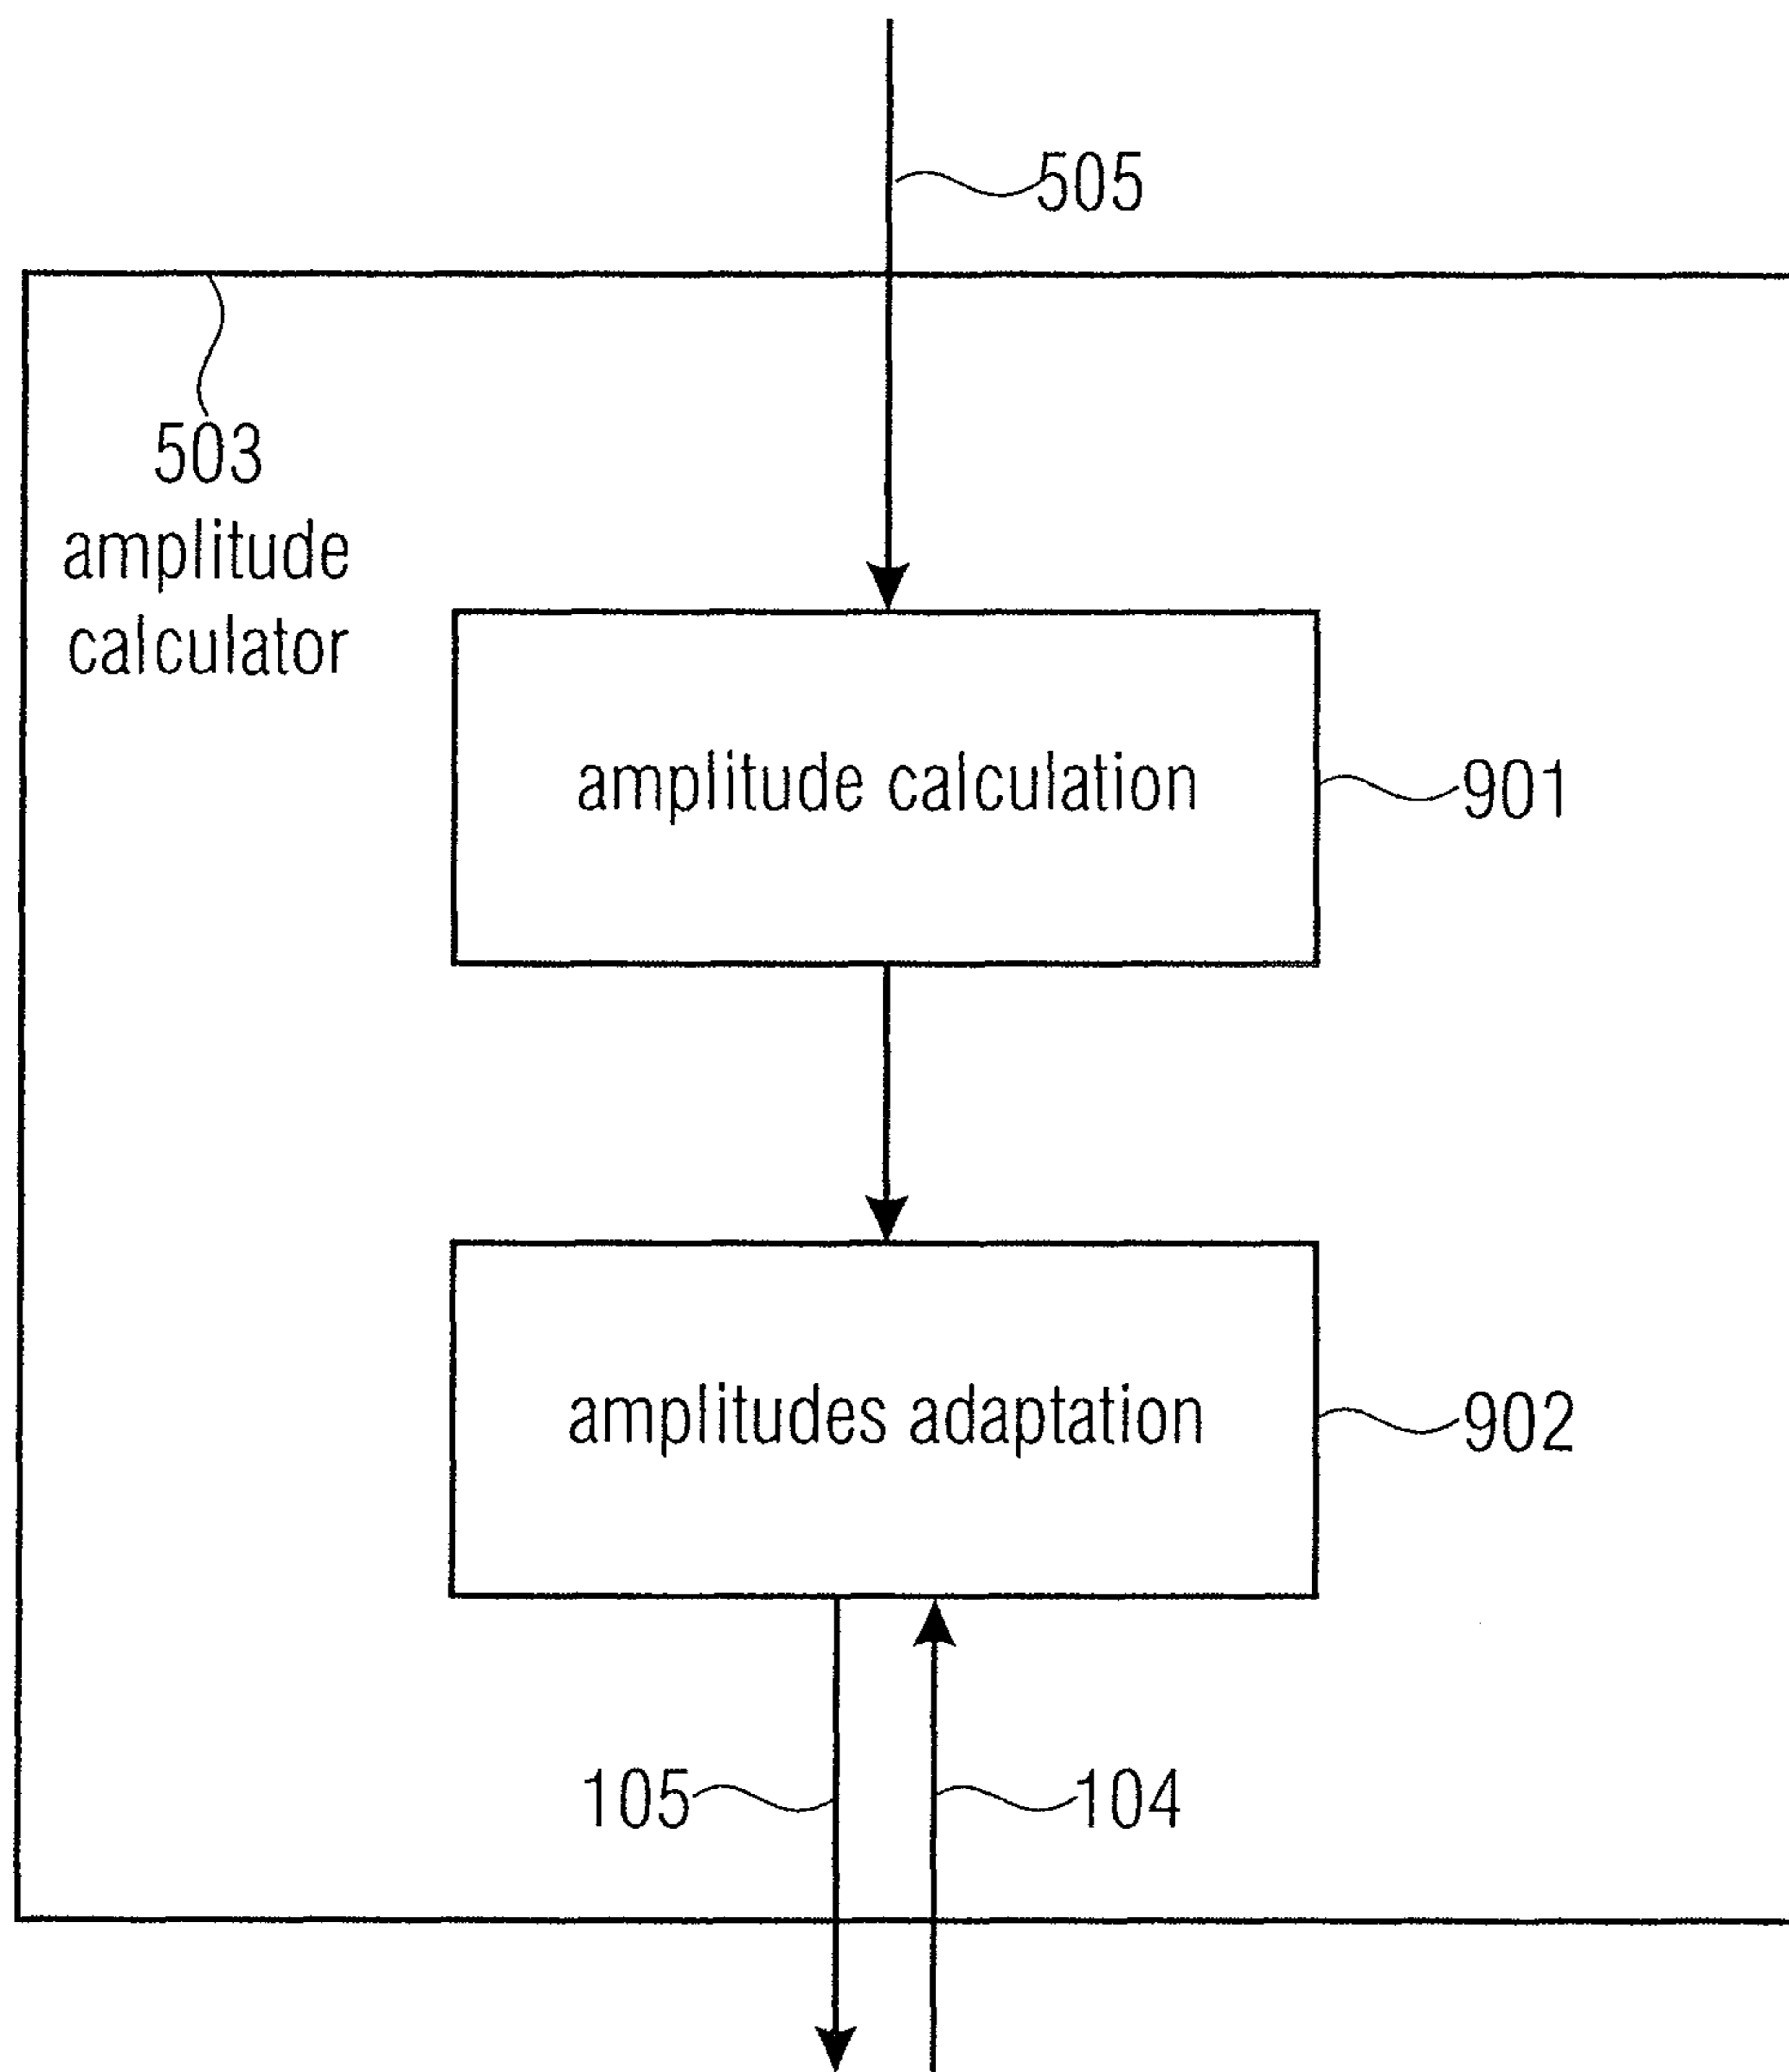 505
503
amplitude
calculator
amplitude calculation
901
amplitudes adaptation
902
105
104